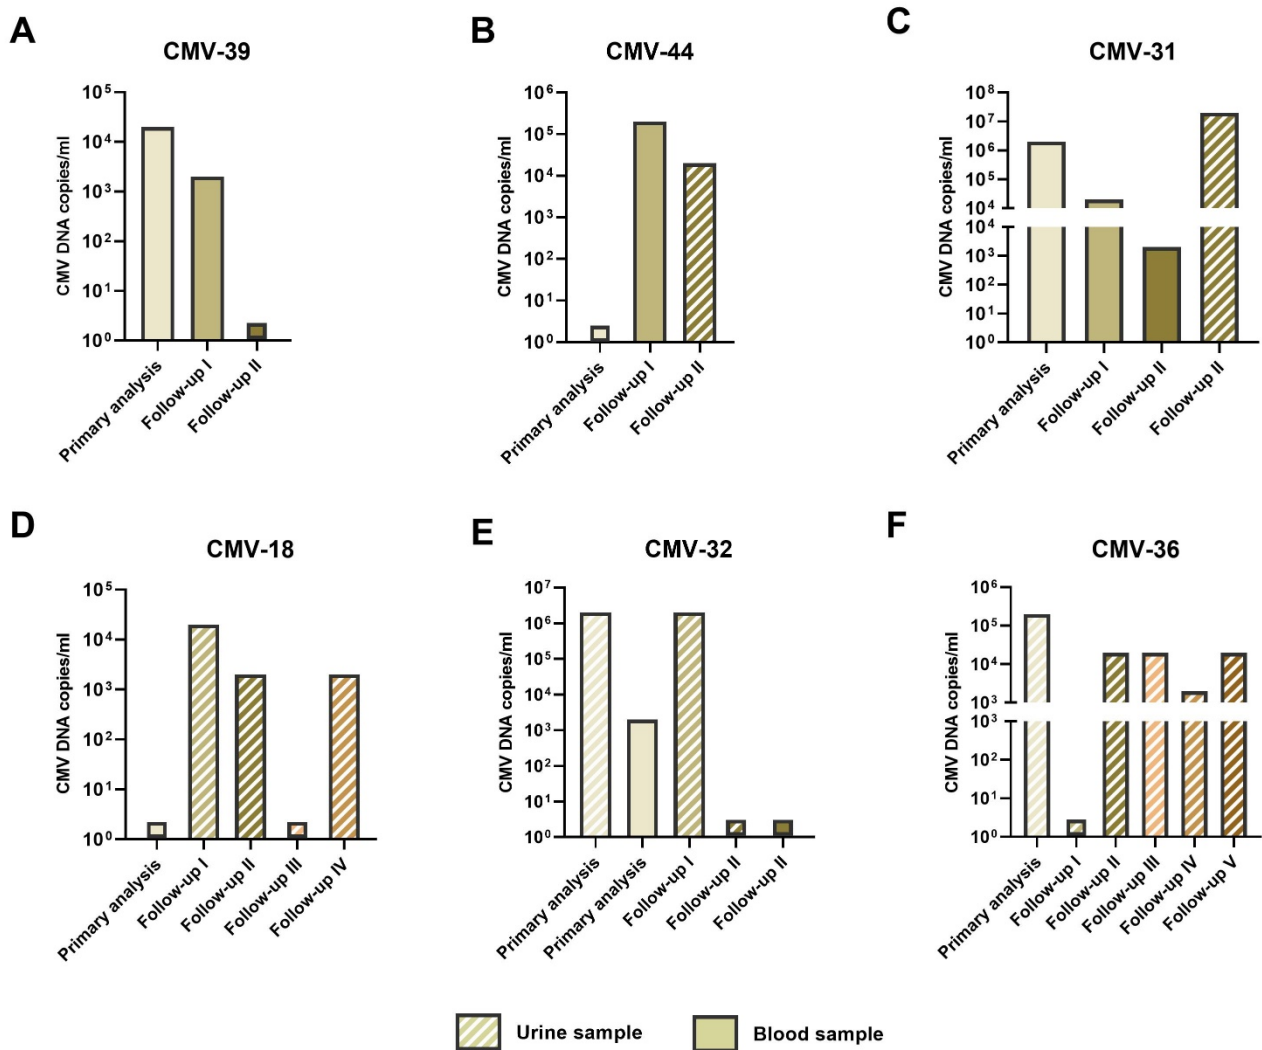 A
CMV-39
CMV DNA copies/ml
10⁵
10⁴
10³
10²
10¹
10⁰
Primary analysis
Follow-up I
Follow-up II
B
CMV-44
CMV DNA copies/ml
10⁶
10⁵
10⁴
10³
10²
10¹
10⁰
Primary analysis
Follow-up I
Follow-up II
C
CMV-31
CMV DNA copies/ml
10⁸
10⁷
10⁶
10⁵
10⁴
10⁴
10³
10²
10¹
10⁰
Primary analysis
Follow-up I
Follow-up II
Follow-up II
D
CMV-18
CMV DNA copies/ml
10⁵
10⁴
10³
10²
10¹
10⁰
Primary analysis
Follow-up I
Follow-up II
Follow-up III
Follow-up IV
E
CMV-32
CMV DNA copies/ml
10⁷
10⁶
10⁵
10⁴
10³
10²
10¹
10⁰
Primary analysis
Primary analysis
Follow-up I
Follow-up II
Follow-up II
F
CMV-36
CMV DNA copies/ml
10⁶
10⁵
10⁴
10³
10³
10²
10¹
10⁰
Primary analysis
Follow-up I
Follow-up II
Follow-up III
Follow-up IV
Follow-up V
Urine sample
Blood sample